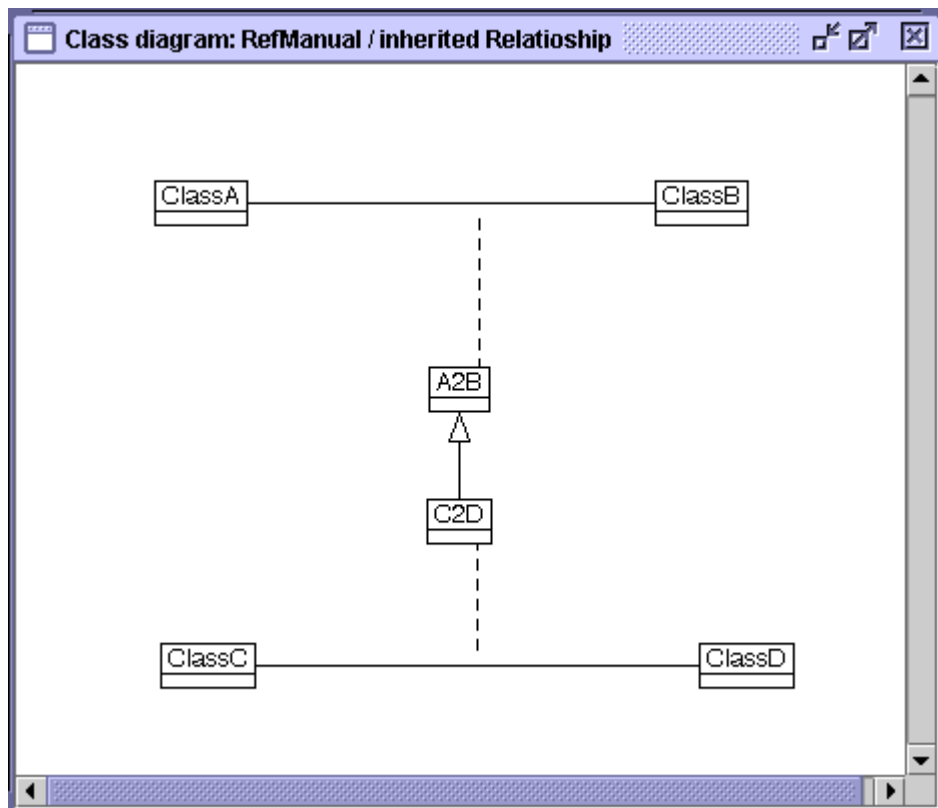 Class diagram: RefManual / inherited Relatioship
ClassA
ClassB
A2B
C2D
ClassC
ClassD